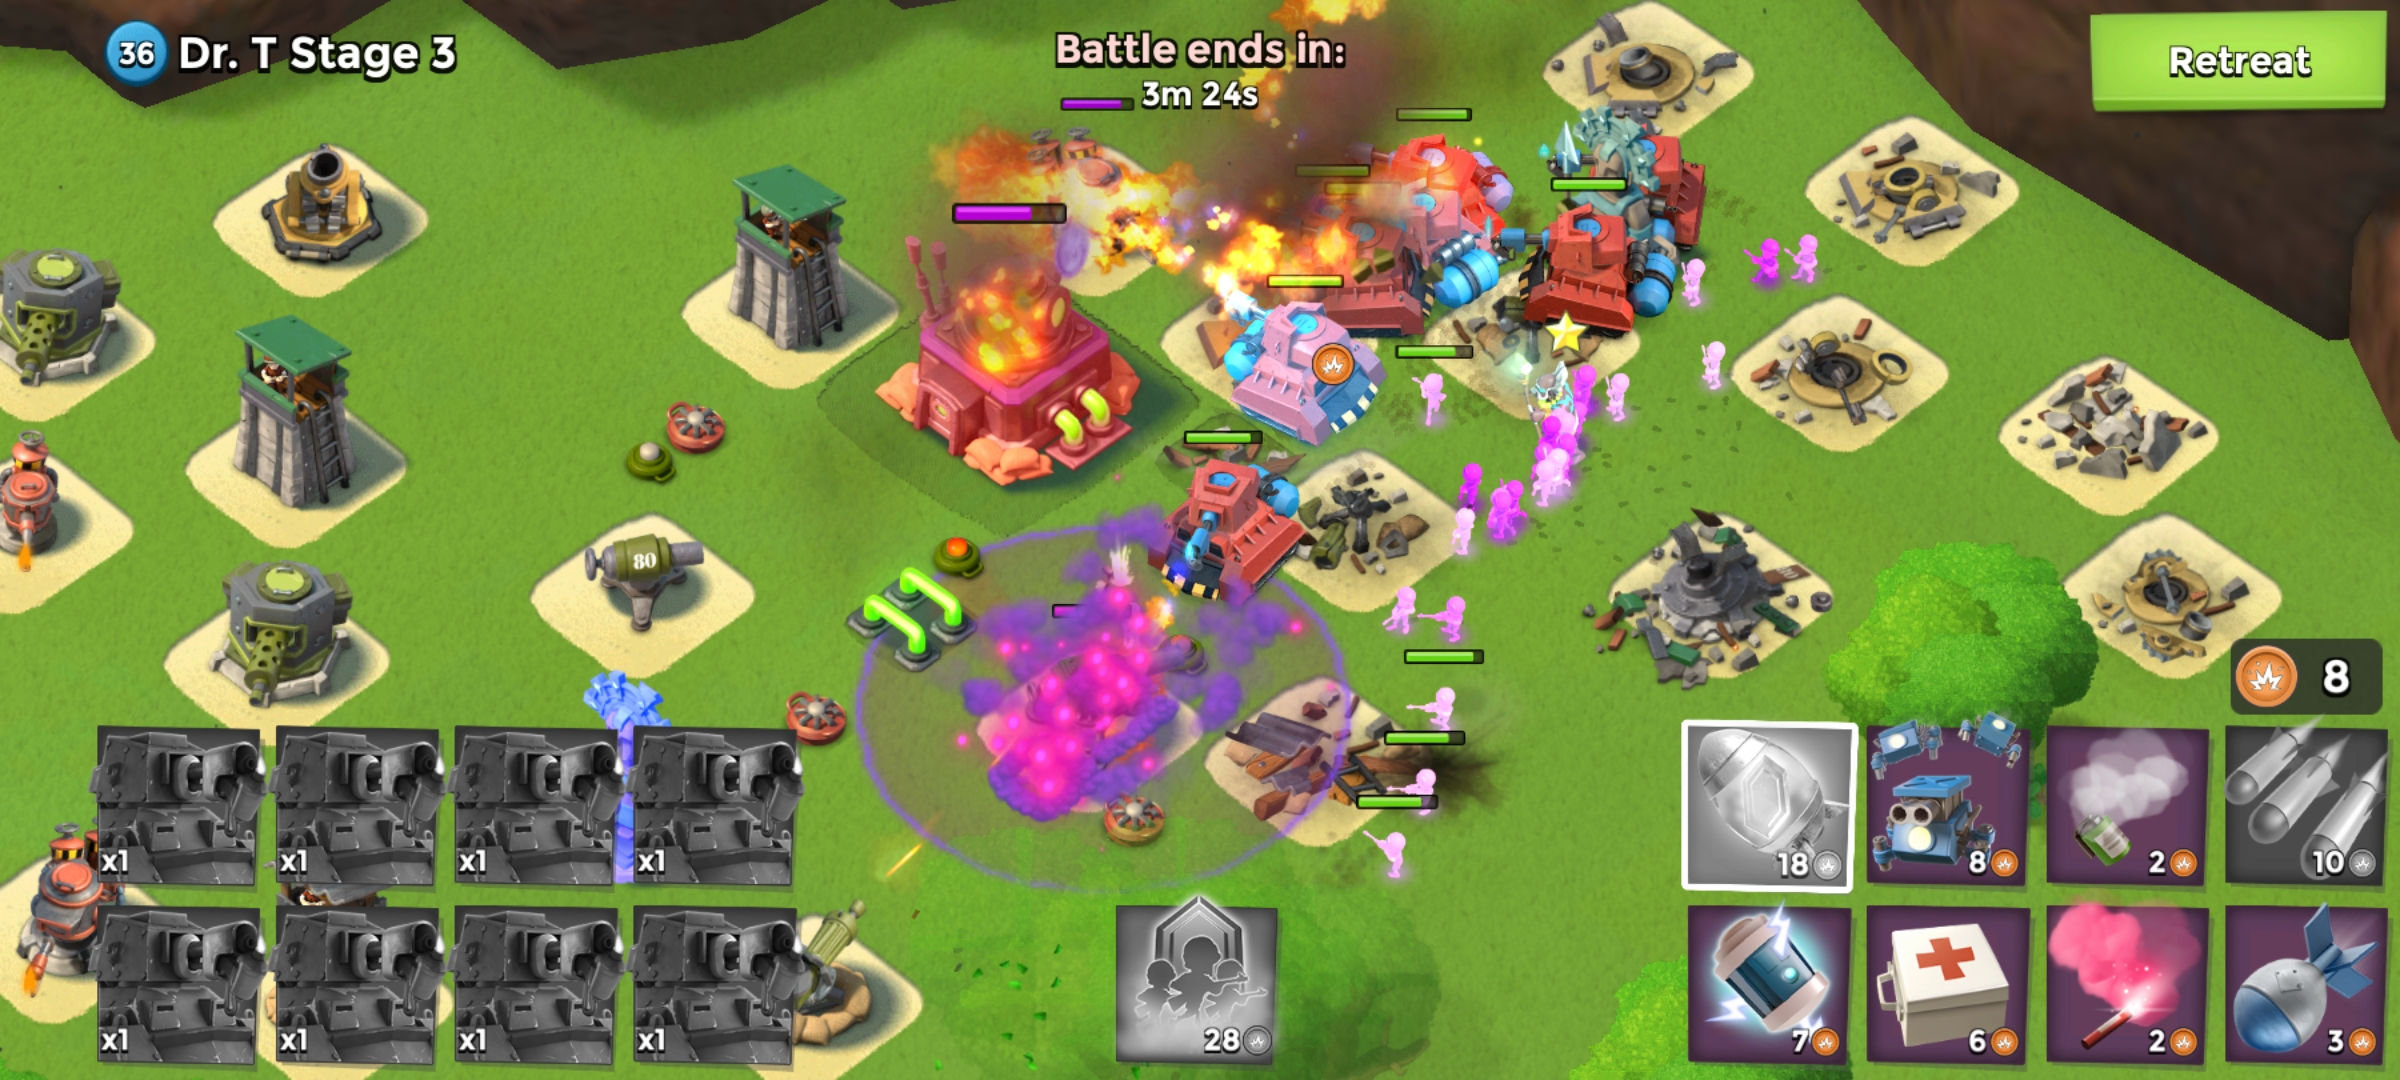 36 Dr. T Stage 3
Battle ends in:
3m 24s
Retreat
80
8
x1 x1 x1 x1
18 8 2 10
x1 x1 x1 x1
28
7 6 2 3